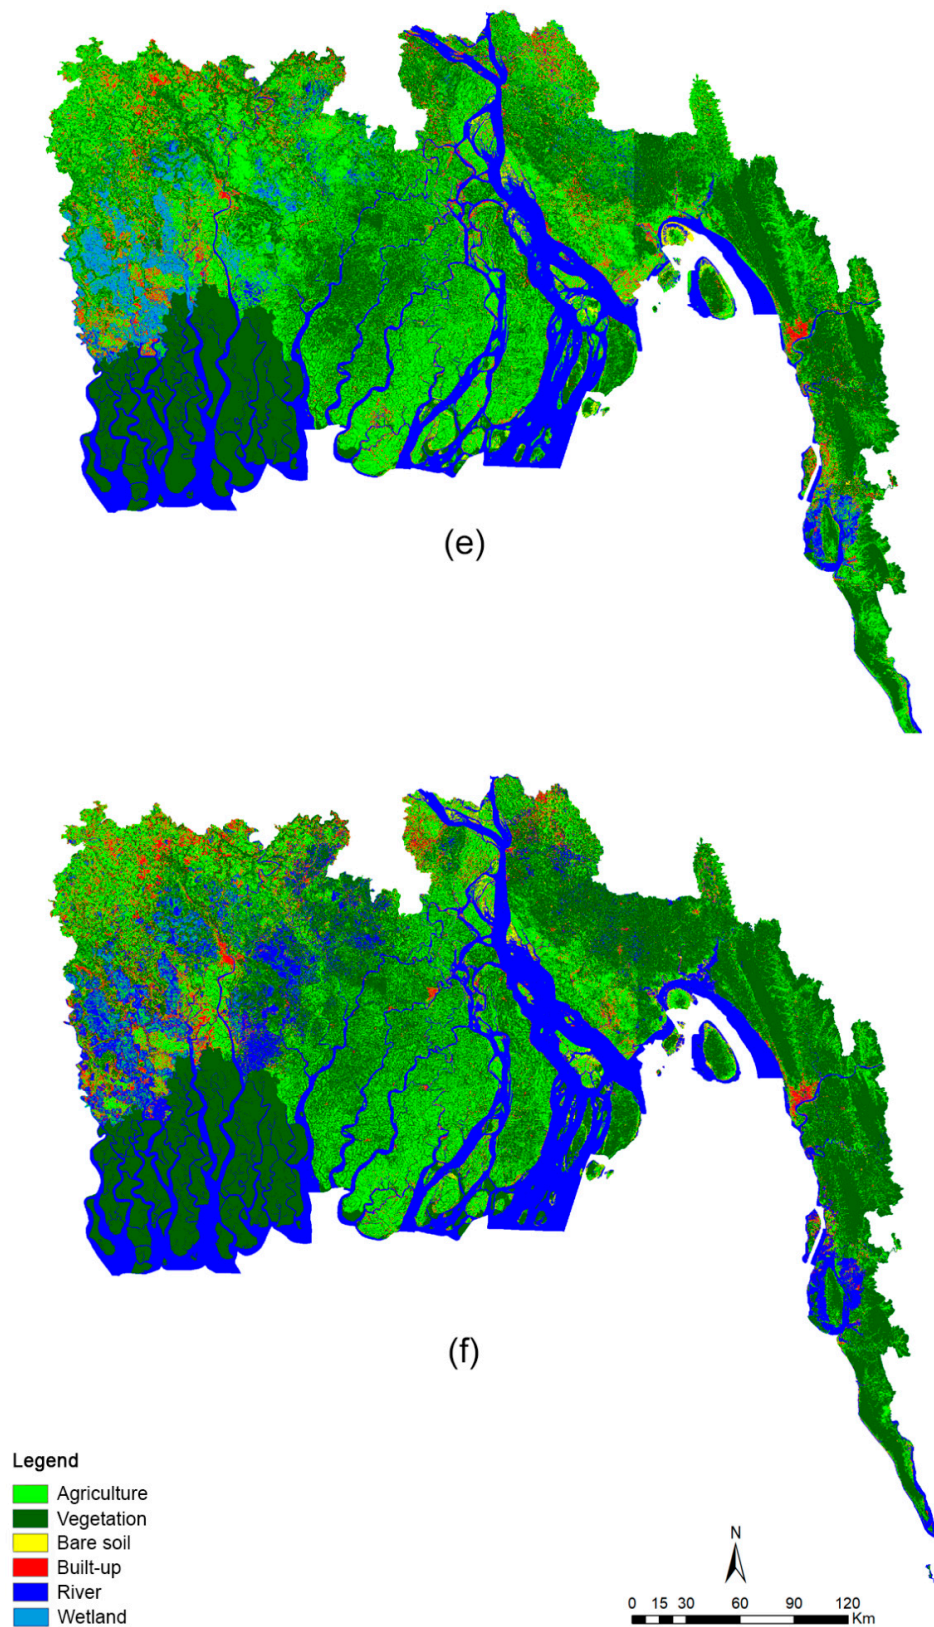 (e)
(f)
Legend
Agriculture
Vegetation
Bare soil
Built-up
River
Wetland
N
0 15 30 60 90 120
Km